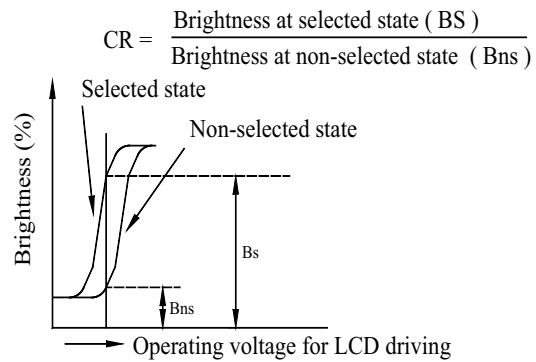 CR = Brightness at selected state ( BS )
Brightness at non-selected state ( Bns )
Selected state
Non-selected state
Brightness (%)
Bs
Bns
Operating voltage for LCD driving